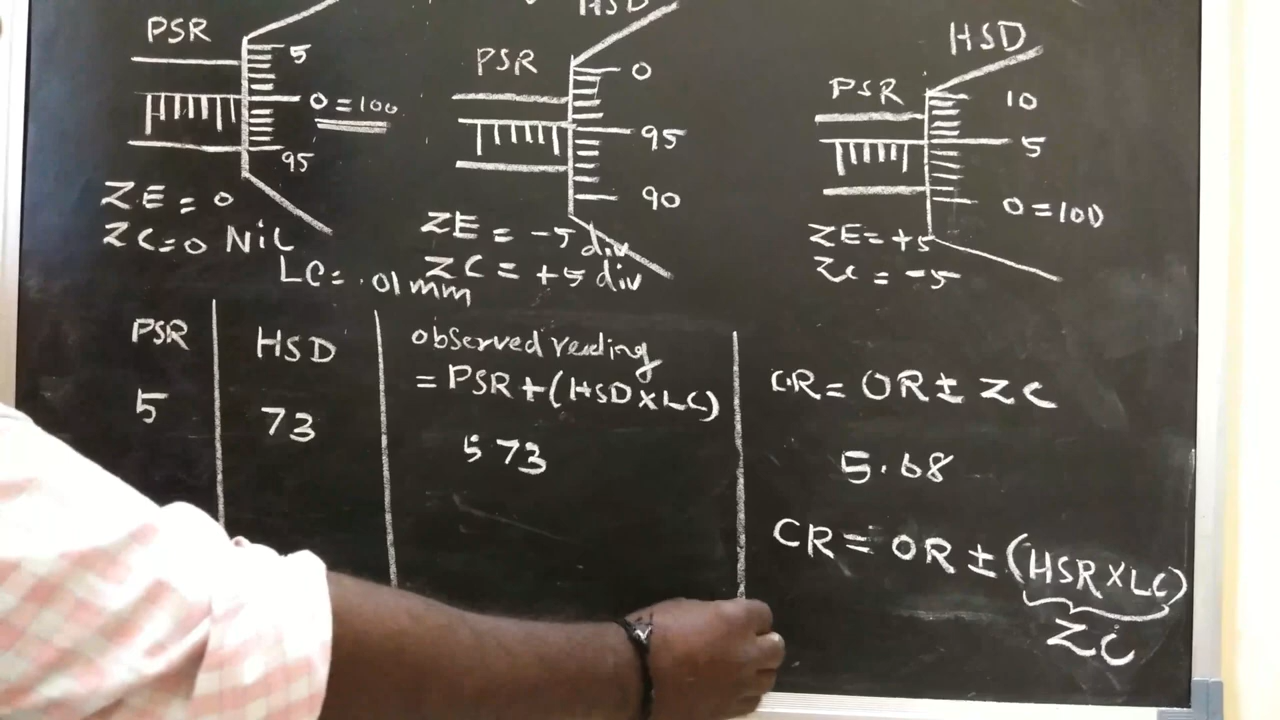 PSR
5
0 = 100
95
ZE = 0
ZC = 0 NiL
HSD
PSR
0
95
90
ZE = -5 div
ZC = +5 div
HSD
PSR
10
5
0 = 100
ZE = +5
ZC = -5
LC = .01 mm
PSR
5
HSD
73
observed reading
= PSR + (HSD X LC)
5 73
CR = OR ± ZC
5.68
CR = OR ± (HSR X LC)
ZC